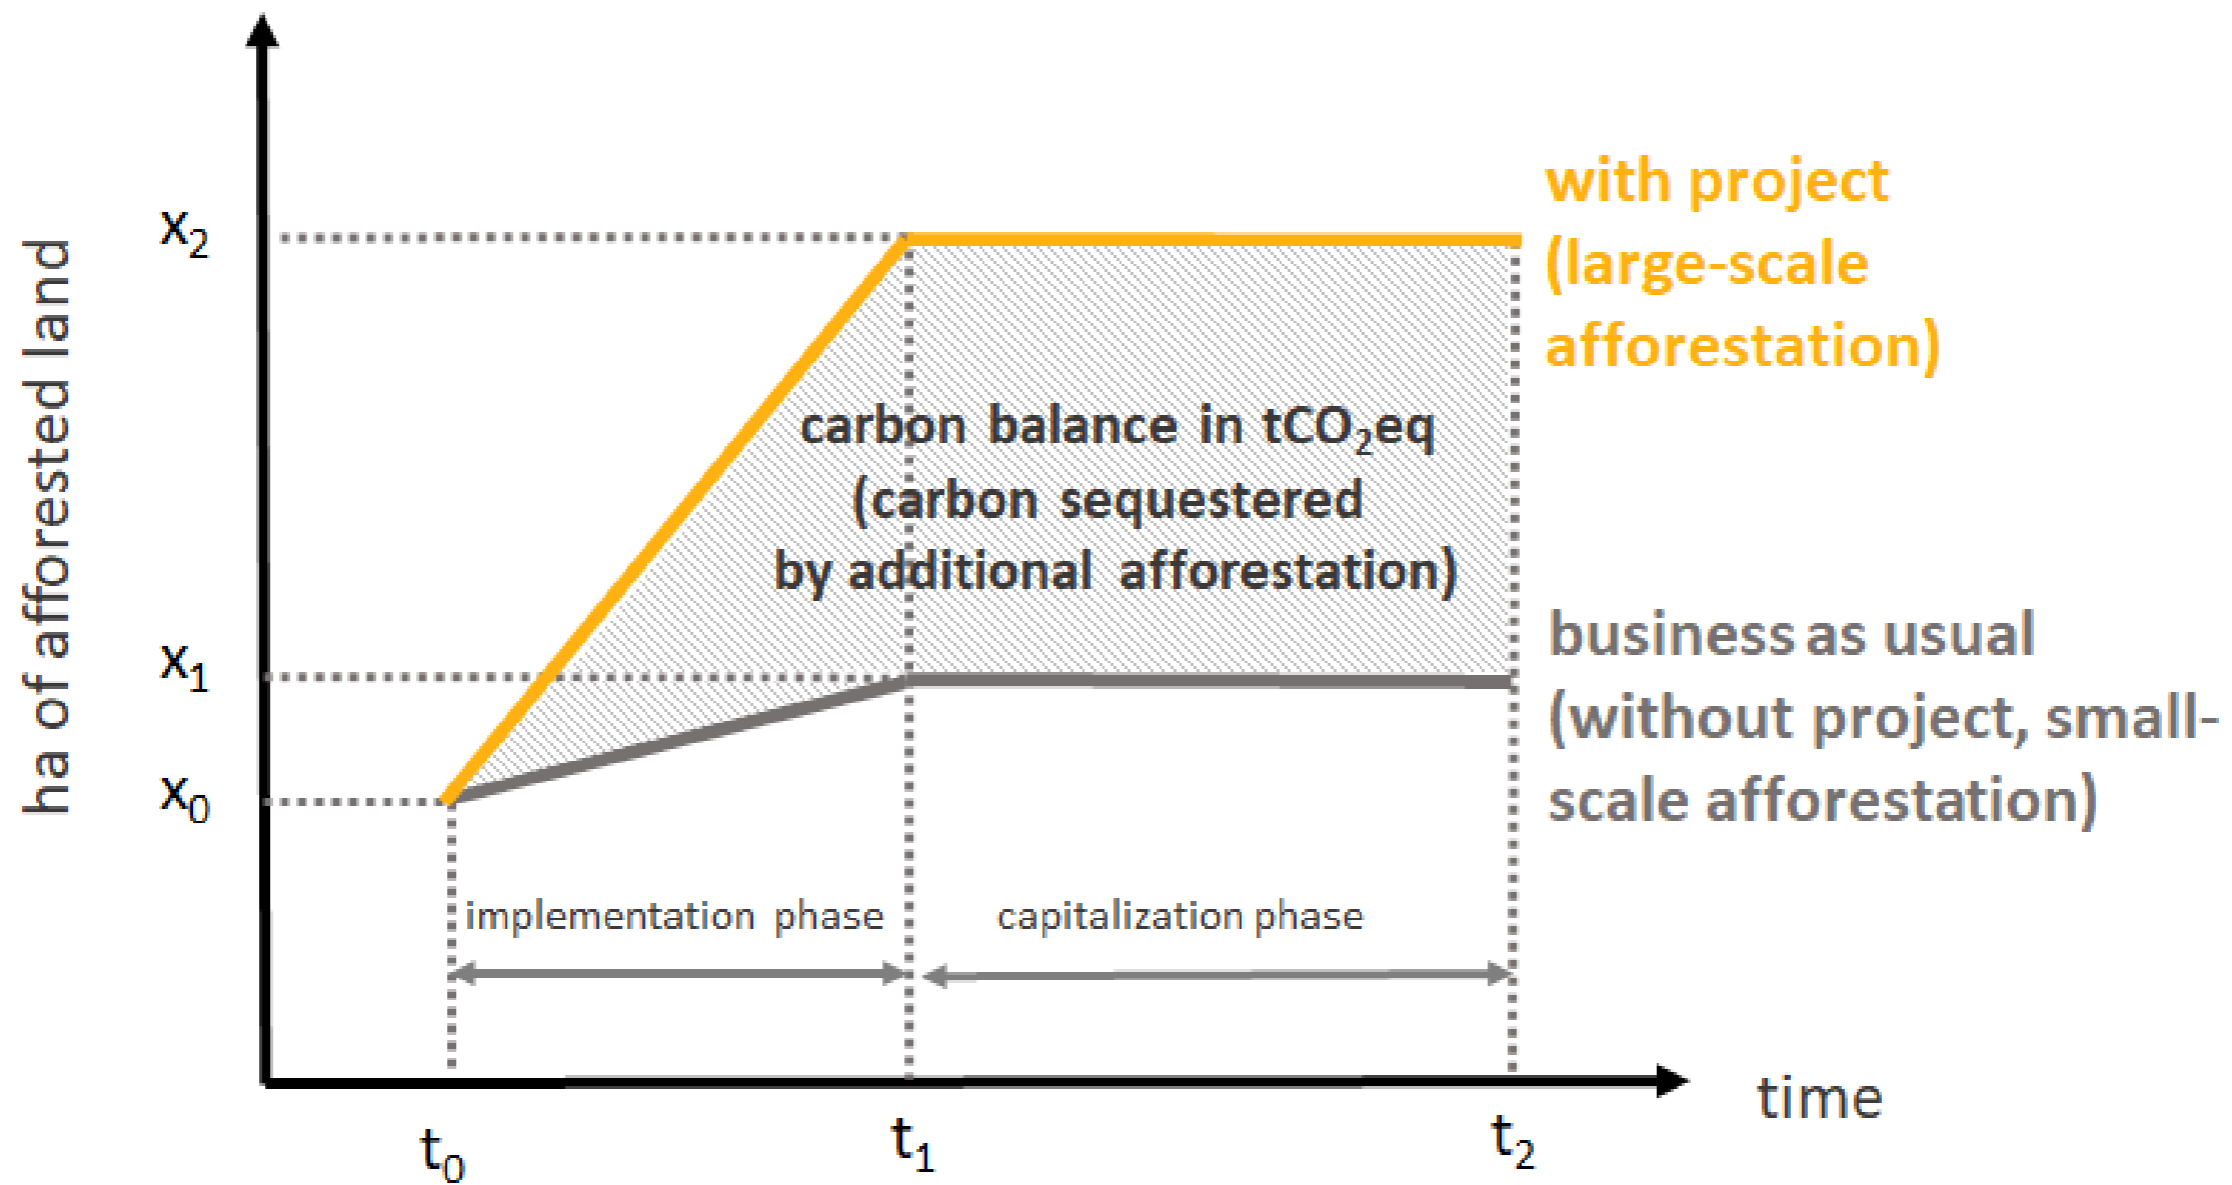 ha of afforested land
x2
x1
x0
with project
(large-scale
afforestation)
carbon balance in tCO2eq
(carbon sequestered
by additional afforestation)
business as usual
(without project, small-
scale afforestation)
implementation phase
capitalization phase
t0
t1
t2
time